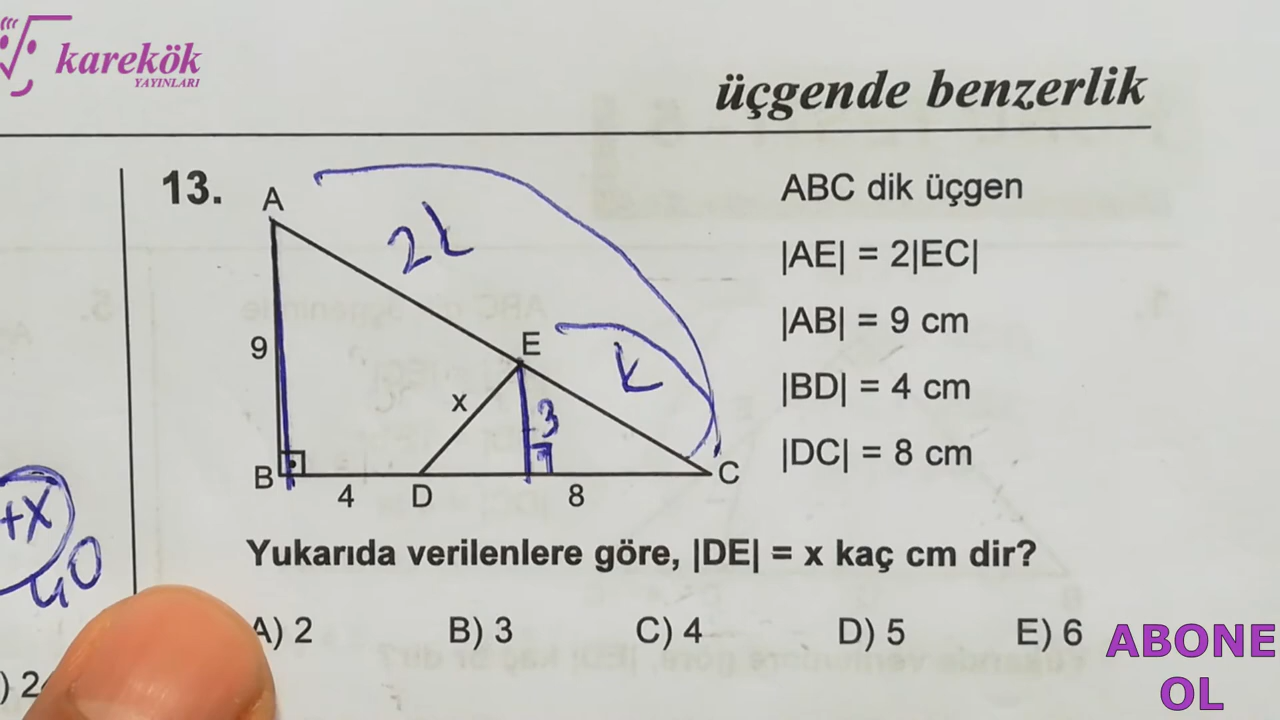 karekök
YAYINLARI
üçgende benzerlik
13.
A
2k
9
E
k
x
3
B
4
D
8
C
ABC dik üçgen
|AE| = 2|EC|
|AB| = 9 cm
|BD| = 4 cm
|DC| = 8 cm
Yukarıda verilenlere göre, |DE| = x kaç cm dir?
A) 2 B) 3 C) 4 D) 5 E) 6
+x
40
ABONE
OL